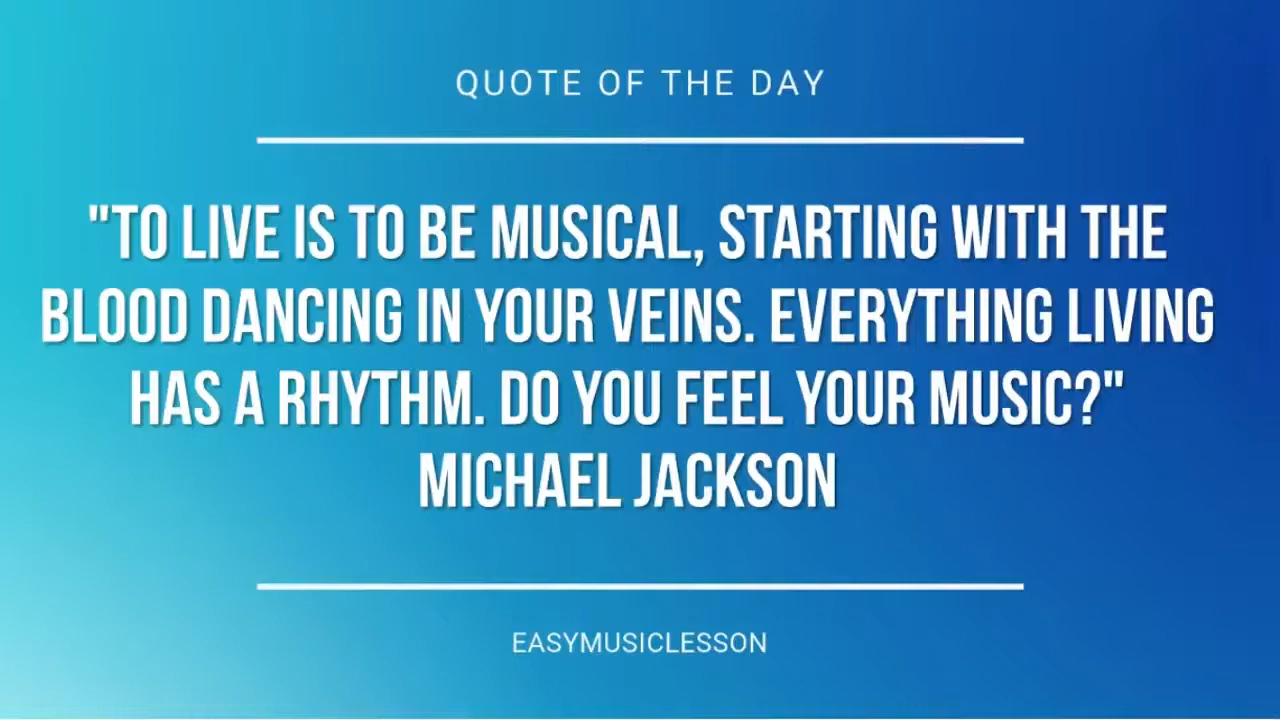 QUOTE OF THE DAY
"TO LIVE IS TO BE MUSICAL, STARTING WITH THE
BLOOD DANCING IN YOUR VEINS. EVERYTHING LIVING
HAS A RHYTHM. DO YOU FEEL YOUR MUSIC?"
MICHAEL JACKSON
EASYMUSICLESSON